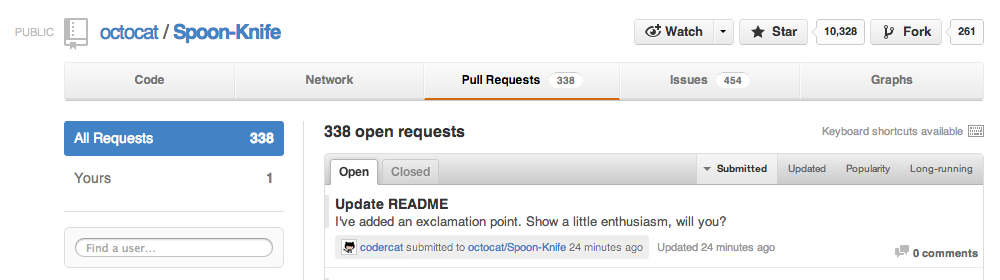 PUBLIC octocat / Spoon-Knife Watch Star 10,328 Fork 261
Code Network Pull Requests 338 Issues 454 Graphs
All Requests 338
Yours 1
Find a user...
338 open requests Keyboard shortcuts available
Open Closed Submitted Updated Popularity Long-running
Update README
I've added an exclamation point. Show a little enthusiasm, will you?
codercat submitted to octocat/Spoon-Knife 24 minutes ago Updated 24 minutes ago 0 comments